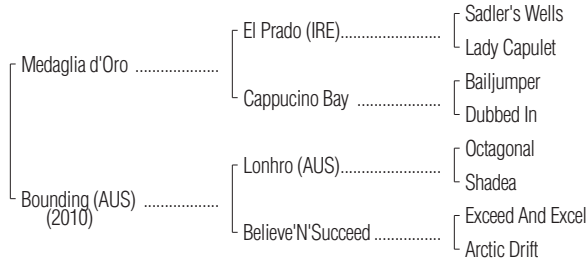 Sadler's Wells
El Prado (IRE)....................
Lady Capulet
Medaglia d'Oro ....................
Bailjumper
Cappucino Bay ....................
Dubbed In
Octagonal
Lonhro (AUS)....................
Shadea
Bounding (AUS) ..................
(2010)
Exceed And Excel
Believe'N'Succeed ................
Arctic Drift